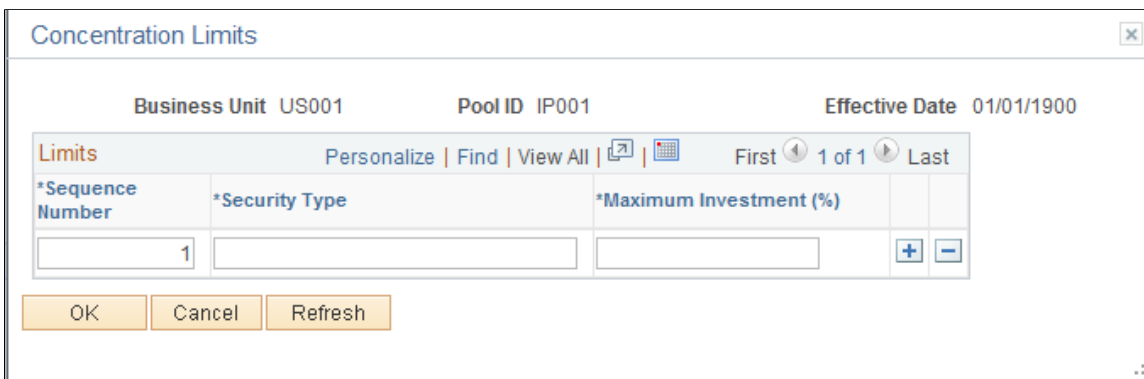 Concentration Limits
Business Unit US001 Pool ID IP001 Effective Date 01/01/1900
Limits Personalize | Find | View All | | First 1 of 1 Last
*Sequence Number *Security Type *Maximum Investment (%)
1
OK Cancel Refresh